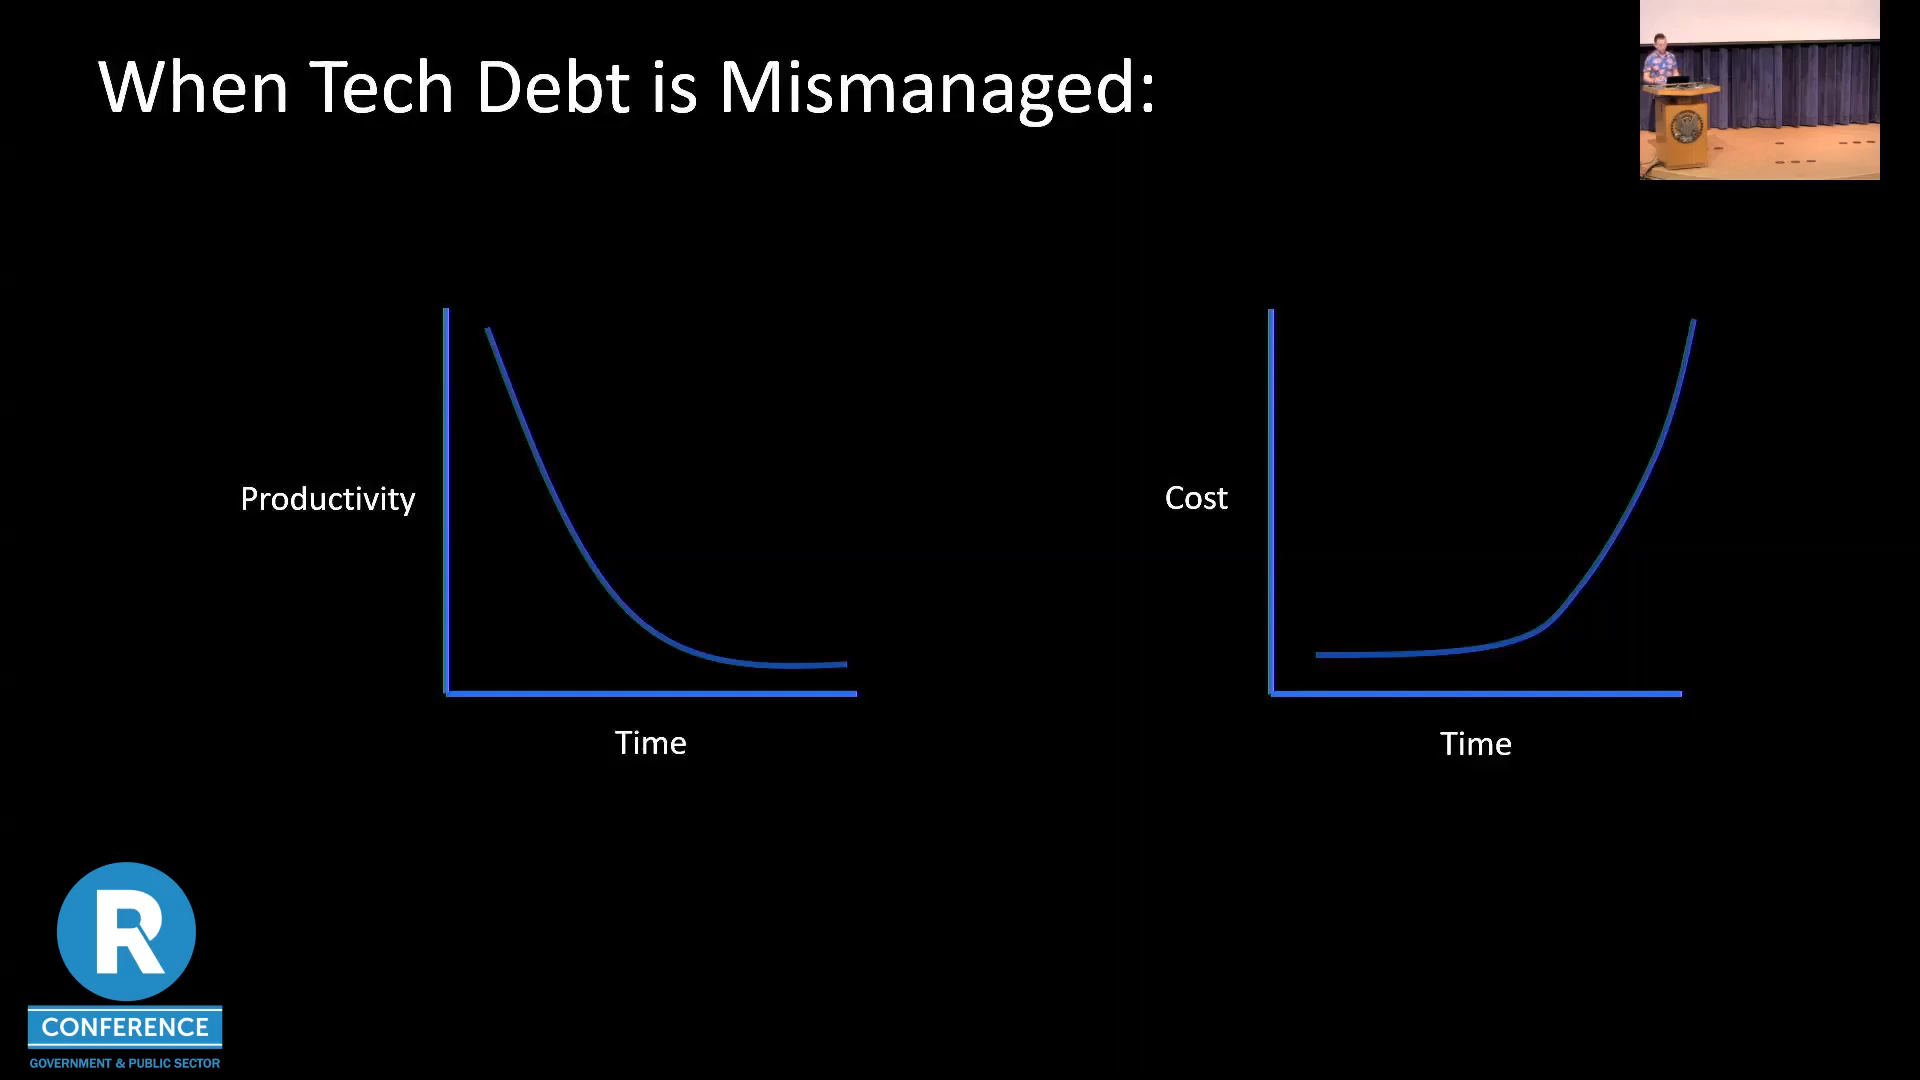 When Tech Debt is Mismanaged:
Productivity
Time
Cost
Time
R
CONFERENCE
GOVERNMENT & PUBLIC SECTOR